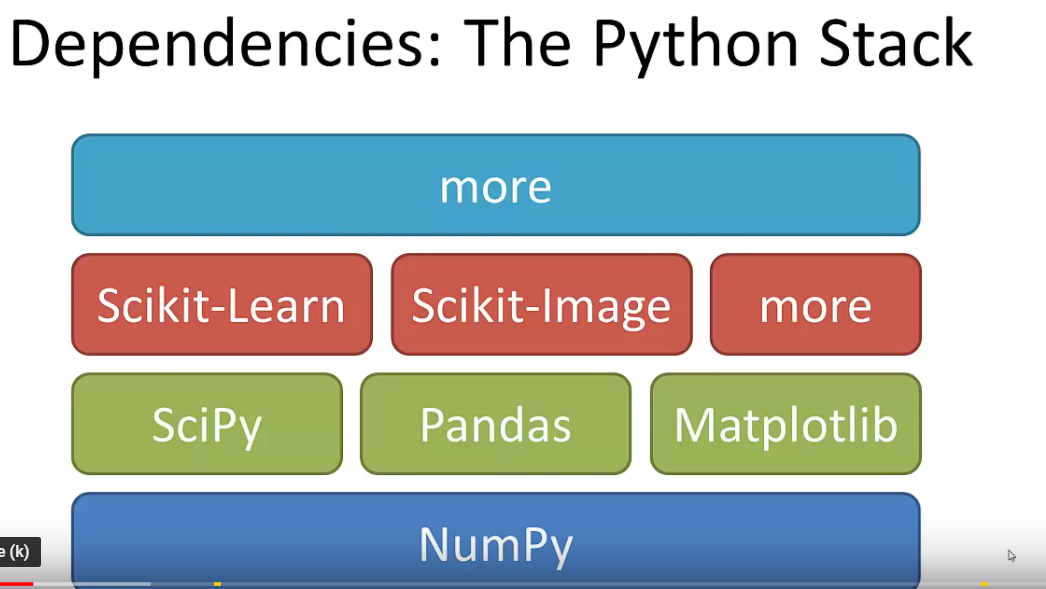 Dependencies: The Python Stack
more
Scikit-Learn Scikit-Image more
SciPy Pandas Matplotlib
NumPy
e (k)